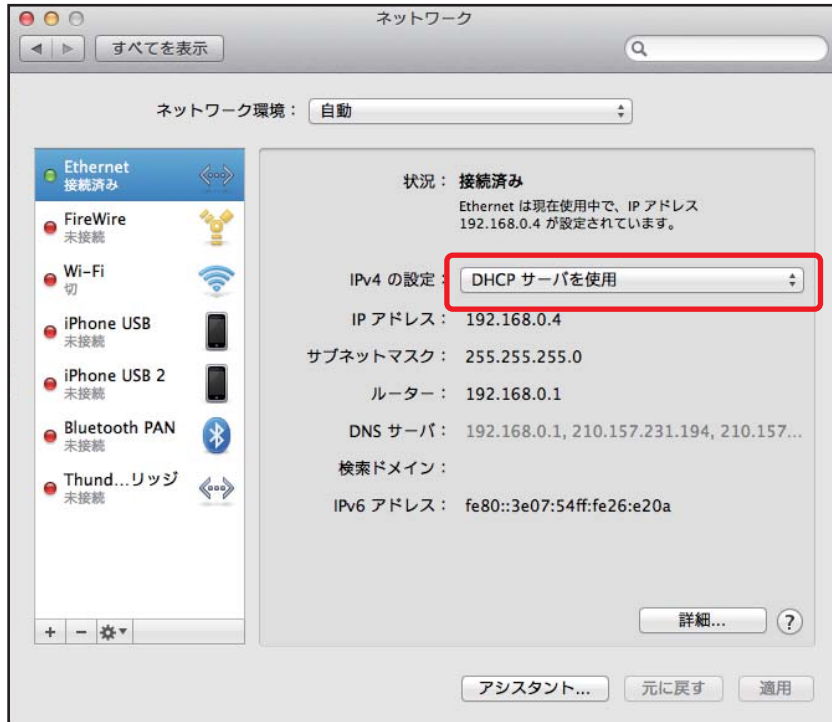 ネットワーク
すべてを表示
ネットワーク環境： 自動
Ethernet
接続済み
FireWire
未接続
Wi-Fi
切
iPhone USB
未接続
iPhone USB 2
未接続
Bluetooth PAN
未接続
Thund...リッジ
未接続
状況： 接続済み
Ethernet は現在使用中で、IP アドレス
192.168.0.4 が設定されています。
IPv4 の設定： DHCP サーバを使用
IP アドレス： 192.168.0.4
サブネットマスク： 255.255.255.0
ルーター： 192.168.0.1
DNS サーバ： 192.168.0.1, 210.157.231.194, 210.157...
検索ドメイン：
IPv6 アドレス： fe80::3e07:54ff:fe26:e20a
詳細... ?
アシスタント... 元に戻す 適用